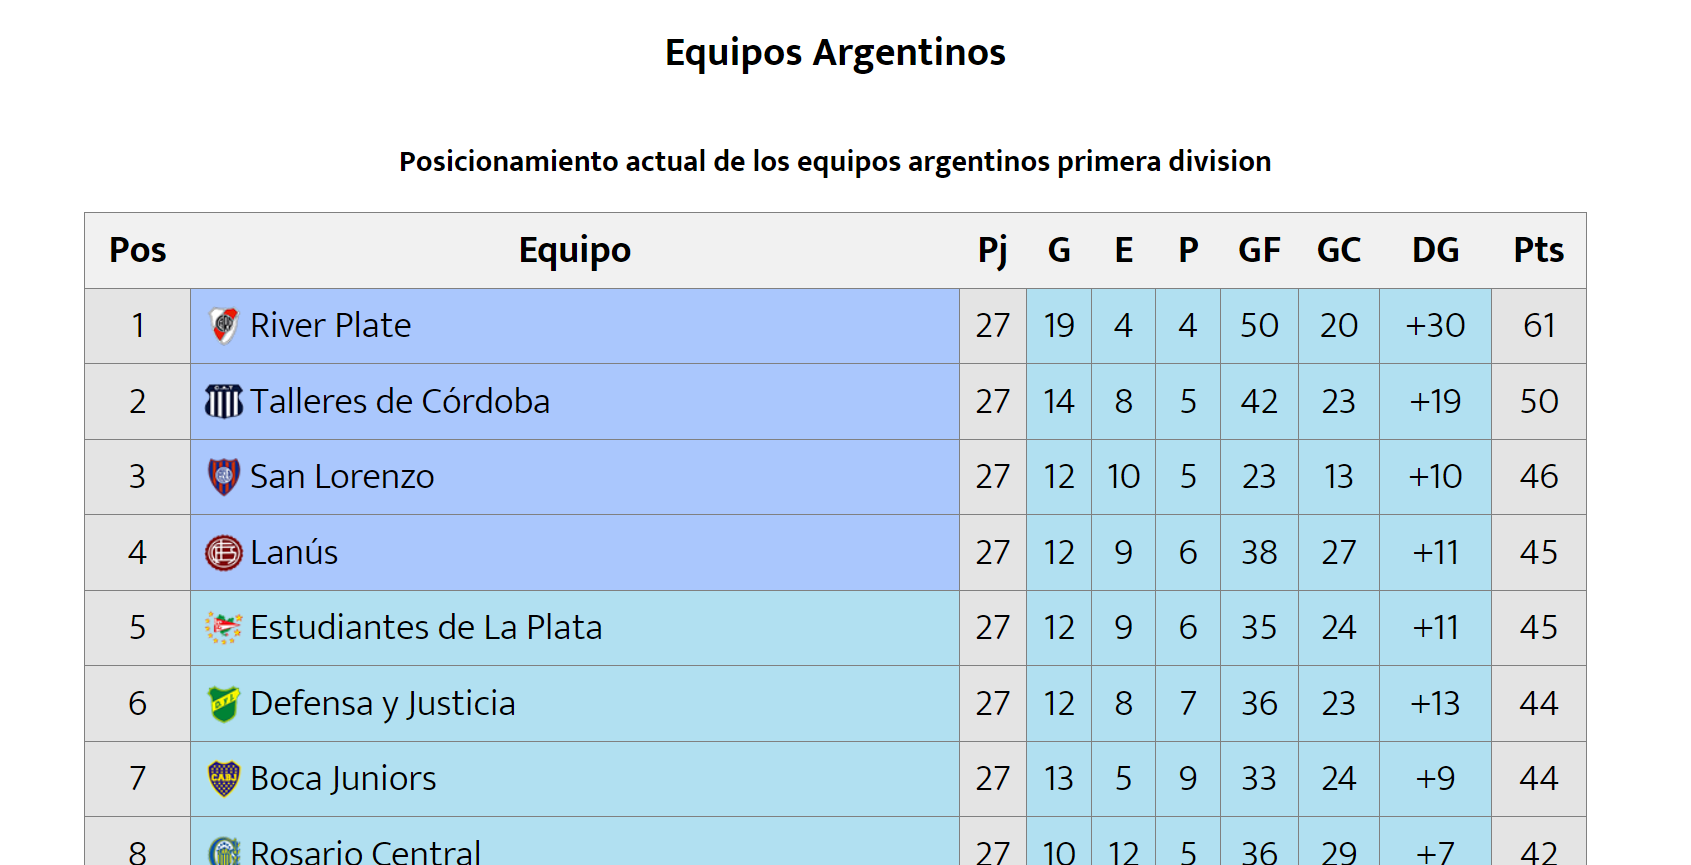 Equipos Argentinos
Posicionamiento actual de los equipos argentinos primera division
Pos Equipo Pj G E P GF GC DG Pts
1 River Plate 27 19 4 4 50 20 +30 61
2 Talleres de Córdoba 27 14 8 5 42 23 +19 50
3 San Lorenzo 27 12 10 5 23 13 +10 46
4 Lanús 27 12 9 6 38 27 +11 45
5 Estudiantes de La Plata 27 12 9 6 35 24 +11 45
6 Defensa y Justicia 27 12 8 7 36 23 +13 44
7 Boca Juniors 27 13 5 9 33 24 +9 44
8 Rosario Central 27 10 12 5 36 29 +7 42